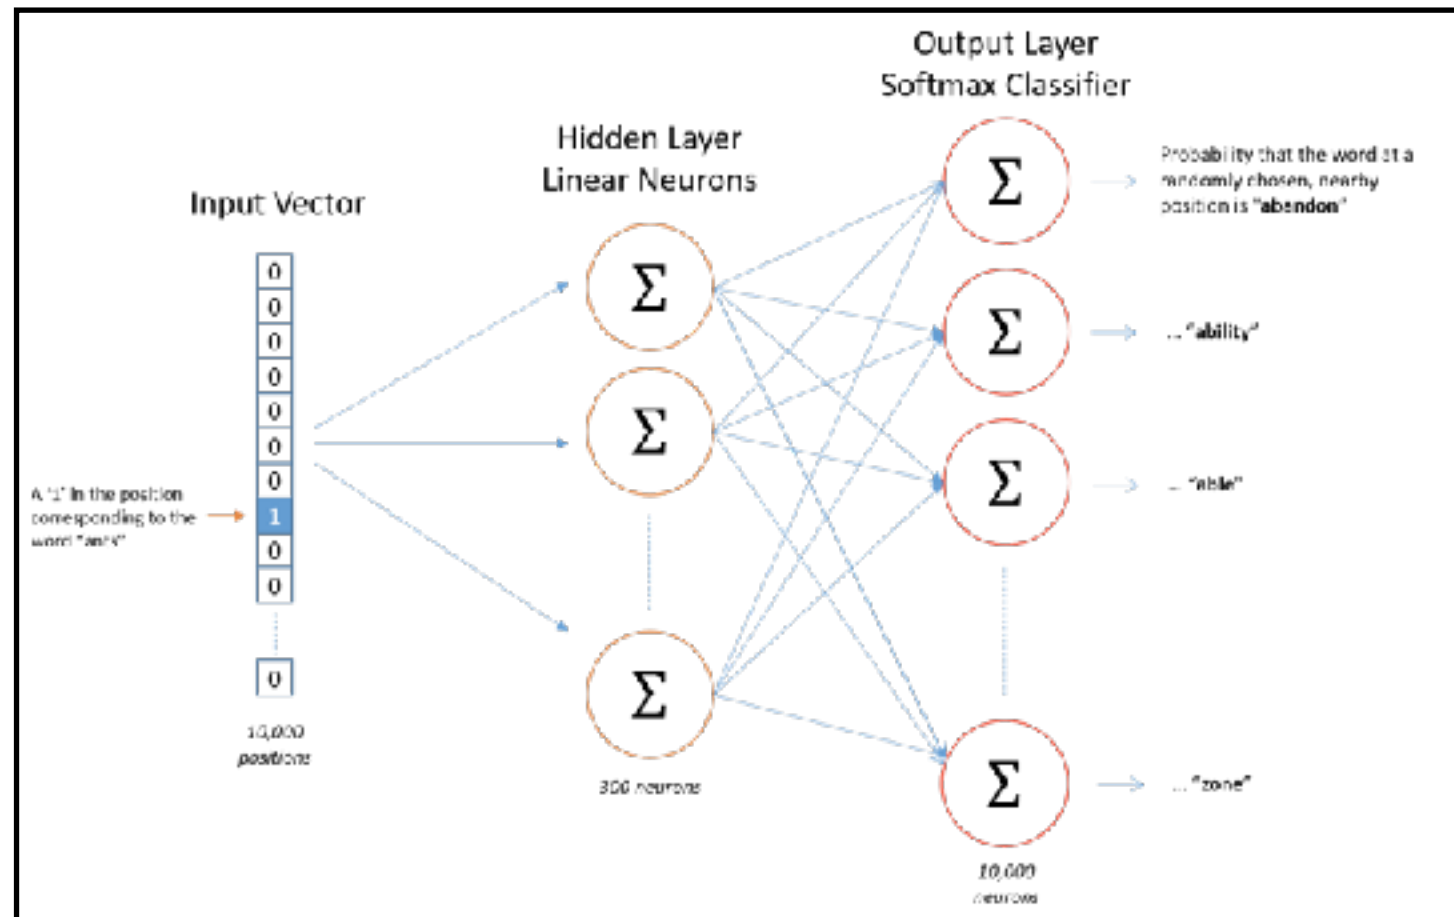 Output Layer
Softmax Classifier
Hidden Layer
Linear Neurons
Input Vector
Probability that the word at a
randomly chosen, nearby
position is "abandon"
... "ability"
... "able"
... "zone"
A '1' in the position
corresponding to the
word "ants"
0
0
0
0
0
0
0
1
0
0
0
10,000
positions
300 neurons
10,000
neurons
Σ
Σ
Σ
Σ
Σ
Σ
Σ